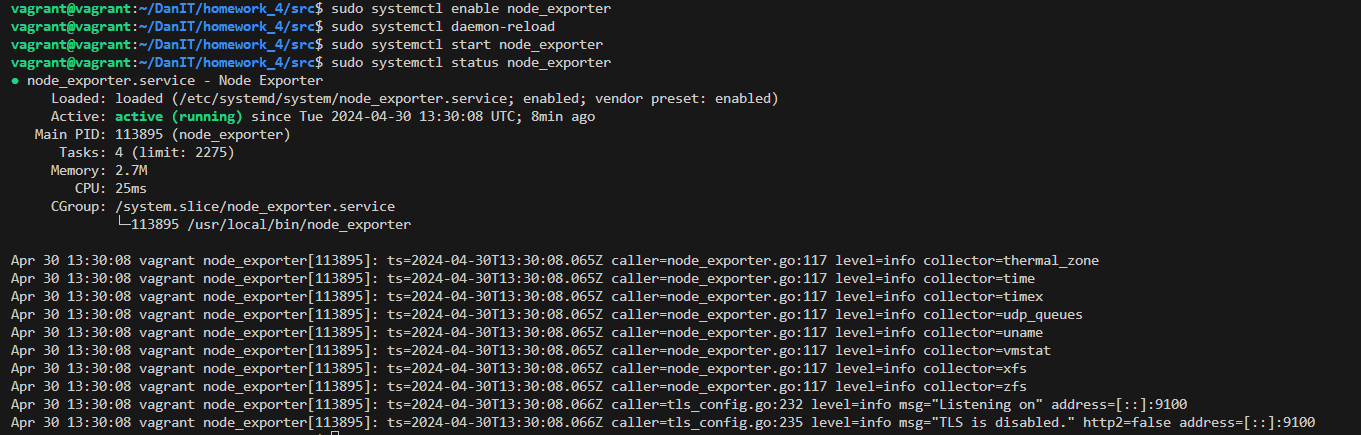 vagrant@vagrant:~/DanIT/homework_4/src$ sudo systemctl enable node_exporter
vagrant@vagrant:~/DanIT/homework_4/src$ sudo systemctl daemon-reload
vagrant@vagrant:~/DanIT/homework_4/src$ sudo systemctl start node_exporter
vagrant@vagrant:~/DanIT/homework_4/src$ sudo systemctl status node_exporter
● node_exporter.service - Node Exporter
Loaded: loaded (/etc/systemd/system/node_exporter.service; enabled; vendor preset: enabled)
Active: active (running) since Tue 2024-04-30 13:30:08 UTC; 8min ago
Main PID: 113895 (node_exporter)
Tasks: 4 (limit: 2275)
Memory: 2.7M
CPU: 25ms
CGroup: /system.slice/node_exporter.service
└─113895 /usr/local/bin/node_exporter
Apr 30 13:30:08 vagrant node_exporter[113895]: ts=2024-04-30T13:30:08.065Z caller=node_exporter.go:117 level=info collector=thermal_zone
Apr 30 13:30:08 vagrant node_exporter[113895]: ts=2024-04-30T13:30:08.065Z caller=node_exporter.go:117 level=info collector=time
Apr 30 13:30:08 vagrant node_exporter[113895]: ts=2024-04-30T13:30:08.065Z caller=node_exporter.go:117 level=info collector=timex
Apr 30 13:30:08 vagrant node_exporter[113895]: ts=2024-04-30T13:30:08.065Z caller=node_exporter.go:117 level=info collector=udp_queues
Apr 30 13:30:08 vagrant node_exporter[113895]: ts=2024-04-30T13:30:08.065Z caller=node_exporter.go:117 level=info collector=uname
Apr 30 13:30:08 vagrant node_exporter[113895]: ts=2024-04-30T13:30:08.065Z caller=node_exporter.go:117 level=info collector=vmstat
Apr 30 13:30:08 vagrant node_exporter[113895]: ts=2024-04-30T13:30:08.065Z caller=node_exporter.go:117 level=info collector=xfs
Apr 30 13:30:08 vagrant node_exporter[113895]: ts=2024-04-30T13:30:08.065Z caller=node_exporter.go:117 level=info collector=zfs
Apr 30 13:30:08 vagrant node_exporter[113895]: ts=2024-04-30T13:30:08.066Z caller=tls_config.go:232 level=info msg="Listening on" address=[::]:9100
Apr 30 13:30:08 vagrant node_exporter[113895]: ts=2024-04-30T13:30:08.066Z caller=tls_config.go:235 level=info msg="TLS is disabled." http2=false address=[::]:9100